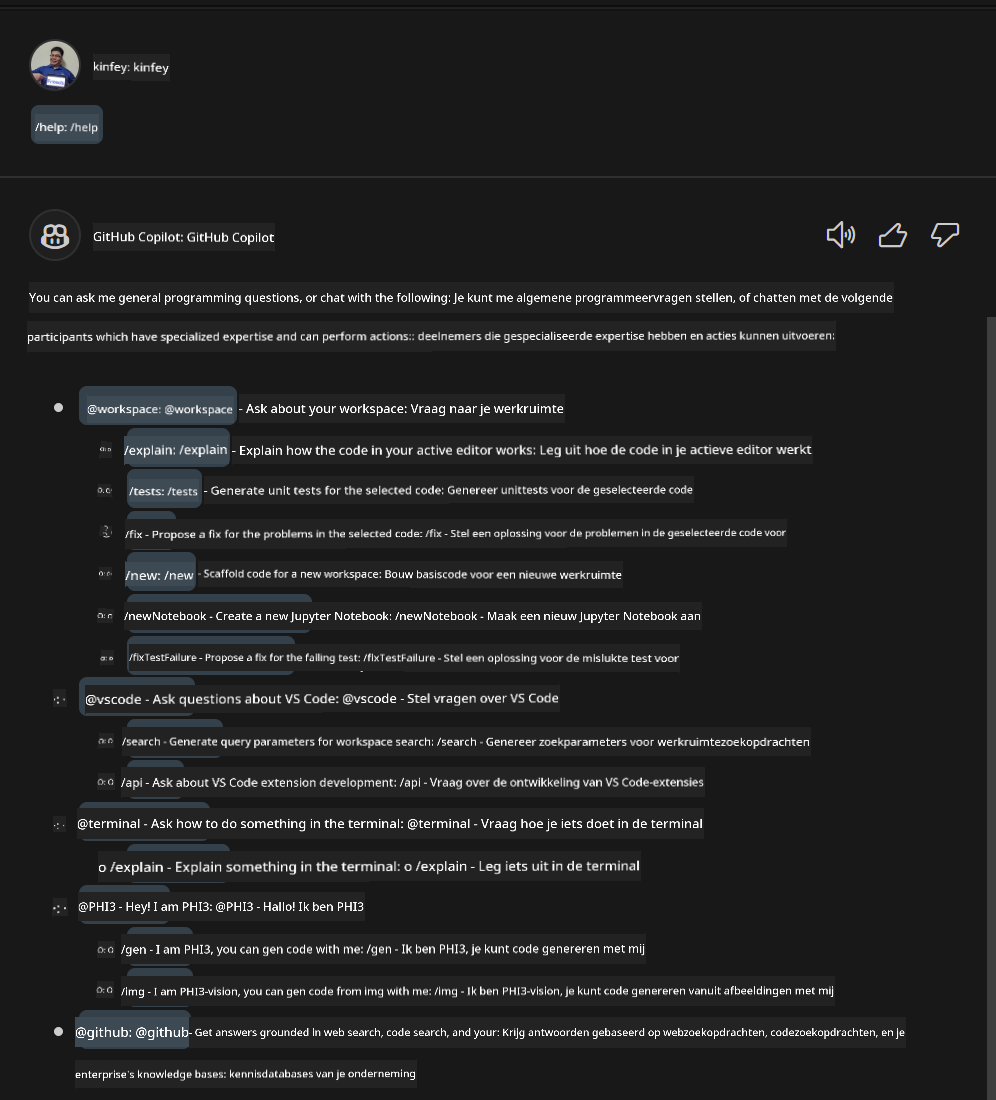 kinfey: kinfey
/help: /help
GitHub Copilot: GitHub Copilot
You can ask me general programming questions, or chat with the following: Je kunt me algemene programmeervragen stellen, of chatten met de volgende
participants which have specialized expertise and can perform actions:: deelnemers die gespecialiseerde expertise hebben en acties kunnen uitvoeren:
@workspace: @workspace - Ask about your workspace: Vraag naar je werkruimte
/explain: /explain - Explain how the code in your active editor works: Leg uit hoe de code in je actieve editor werkt
/tests: /tests - Generate unit tests for the selected code: Genereer unittests voor de geselecteerde code
/fix - Propose a fix for the problems in the selected code: /fix - Stel een oplossing voor de problemen in de geselecteerde code voor
/new: /new - Scaffold code for a new workspace: Bouw basiscode voor een nieuwe werkruimte
/newNotebook - Create a new Jupyter Notebook: /newNotebook - Maak een nieuw Jupyter Notebook aan
/fixTestFailure - Propose a fix for the falling test: /fixTestFailure - Stel een oplossing voor de mislukte test voor
@vscode - Ask questions about VS Code: @vscode - Stel vragen over VS Code
/search - Generate query parameters for workspace search: /search - Genereer zoekparameters voor werkruimtezoekopdrachten
/api - Ask about VS Code extension development: /api - Vraag over de ontwikkeling van VS Code-extensies
@terminal - Ask how to do something in the terminal: @terminal - Vraag hoe je iets doet in de terminal
o /explain - Explain something in the terminal: o /explain - Leg iets uit in de terminal
@PHI3 - Hey! I am PHI3: @PHI3 - Hallo! Ik ben PHI3
/gen - I am PHI3, you can gen code with me: /gen - Ik ben PHI3, je kunt code genereren met mij
/img - I am PHI3-vision, you can gen code from img with me: /img - Ik ben PHI3-vision, je kunt code genereren vanuit afbeeldingen met mij
@github: @github - Get answers grounded in web search, code search, and your: Krijg antwoorden gebaseerd op webzoekopdrachten, codezoekopdrachten, en je
enterprise's knowledge bases: kennisdatabases van je onderneming